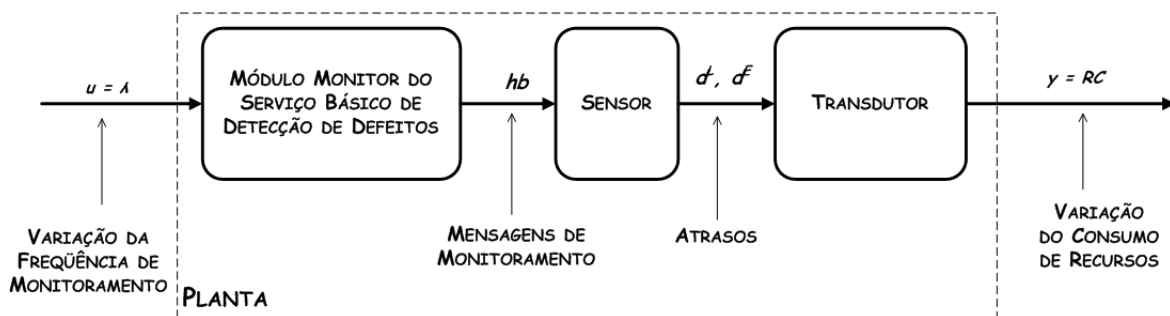 u = λ
MÓDULO MONITOR DO
SERVIÇO BÁSICO DE
DETECÇÃO DE DEFEITOS
hb
SENSOR
TRANSDUTOR
y = RC
VARIAÇÃO DA
FREQÜÊNCIA DE
MONITORAMENTO
MENSAGENS DE
MONITORAMENTO
ATRASOS
VARIAÇÃO
DO CONSUMO
DE RECURSOS
PLANTA